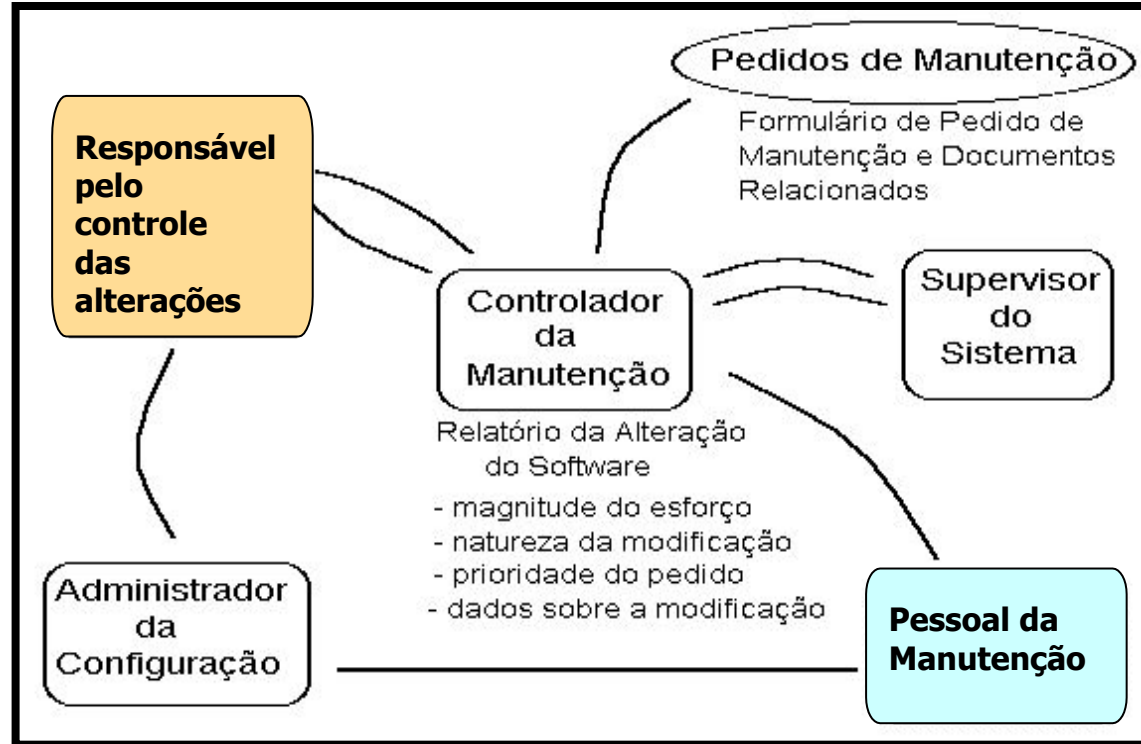 Pedidos de Manutenção
Formulário de Pedido de
Manutenção e Documentos
Relacionados
Responsável
pelo
controle
das
alterações
Controlador
da
Manutenção
Supervisor
do
Sistema
Relatório da Alteração
do Software
- magnitude do esforço
- natureza da modificação
- prioridade do pedido
- dados sobre a modificação
Administrador
da
Configuração
Pessoal da
Manutenção